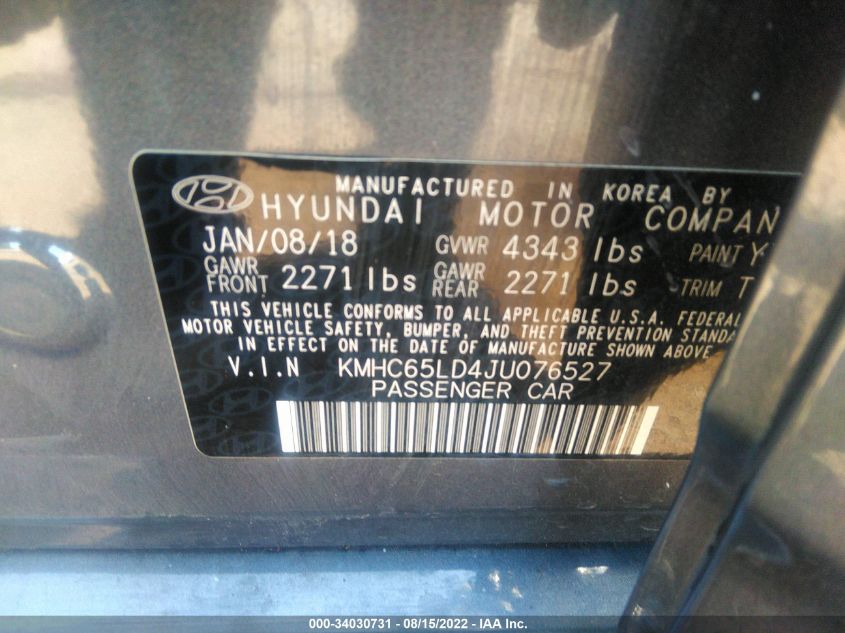 MANUFACTURED IN KOREA BY
HYUNDAI MOTOR COMPAN
JAN/08/18 GVWR 4343 lbs PAINT Y
GAWR FRONT 2271 lbs GAWR REAR 2271 lbs TRIM T
THIS VEHICLE CONFORMS TO ALL APPLICABLE U.S.A. FEDERAL
MOTOR VEHICLE SAFETY, BUMPER, AND THEFT PREVENTION STANDA
IN EFFECT ON THE DATE OF MANUFACTURE SHOWN ABOVE
V.I.N KMHC65LD4JU076527
PASSENGER CAR
000-34030731 - 08/15/2022 - IAA Inc.